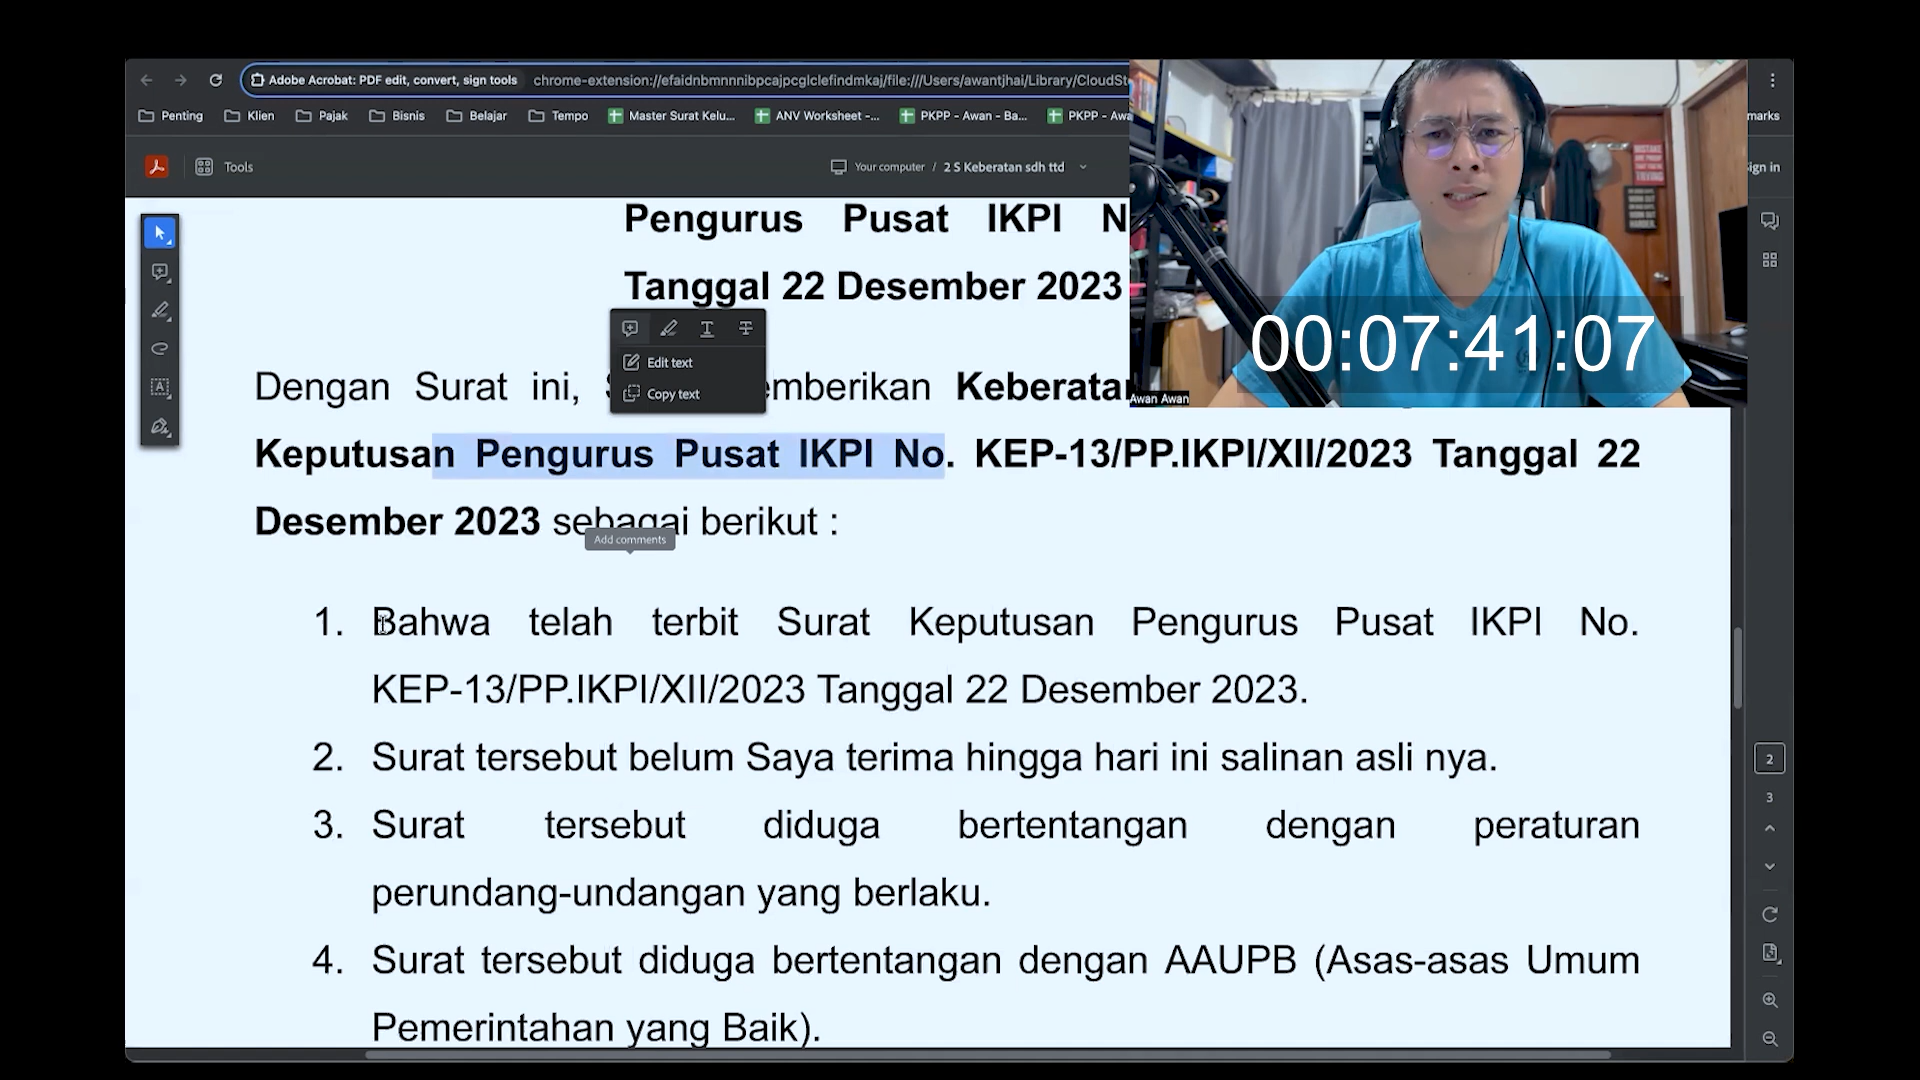 Adobe Acrobat: PDF edit, convert, sign tools chrome-extension://efaidnbmnnnibpcajpcglclefindmkaj/file:///Users/awantjhai/Library/CloudSt
Penting Klien Pajak Bisnis Belajar Tempo Master Surat Kelu... ANV Worksheet -... PKPP - Awan - Ba... PKPP - Awa marks
Tools Your computer / 2 S Keberatan sdh ttd ign in
Pengurus Pusat IKPI N
Tanggal 22 Desember 2023
00:07:41:07
Awan Awan
Edit text
Copy text
Dengan Surat ini, S mberikan Keberatan
Keputusan Pengurus Pusat IKPI No. KEP-13/PP.IKPI/XII/2023 Tanggal 22
Desember 2023 sebagai berikut :
Add comments
1. Bahwa telah terbit Surat Keputusan Pengurus Pusat IKPI No.
KEP-13/PP.IKPI/XII/2023 Tanggal 22 Desember 2023.
2. Surat tersebut belum Saya terima hingga hari ini salinan asli nya.
3. Surat tersebut diduga bertentangan dengan peraturan
perundang-undangan yang berlaku.
4. Surat tersebut diduga bertentangan dengan AAUPB (Asas-asas Umum
Pemerintahan yang Baik).
2
3